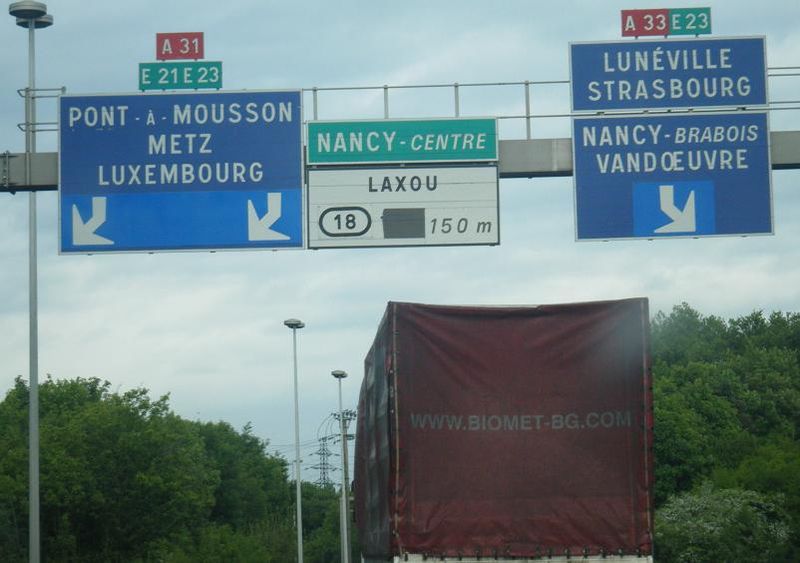 A 31
E 21 E 23
PONT-À-MOUSSON
METZ
LUXEMBOURG
NANCY-CENTRE
LAXOU
18 150 m
A 33 E 23
LUNÉVILLE
STRASBOURG
NANCY-BRABOIS
VANDŒUVRE
WWW.BIOMET-BG.COM